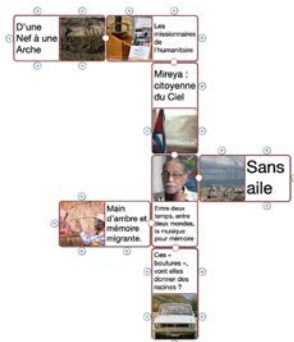 D'une
Nef à une
Arche
Les
missionnaires
de
l'humanitaire
Mireya :
citoyenne
du Ciel
Sans
aile
Main
d'ambre et
mémoire
migrante.
Entre deux
temps, entre
deux mondes,
la musique
pour mémoire
Ces «
boutures »,
vont elles
donner des
racines ?